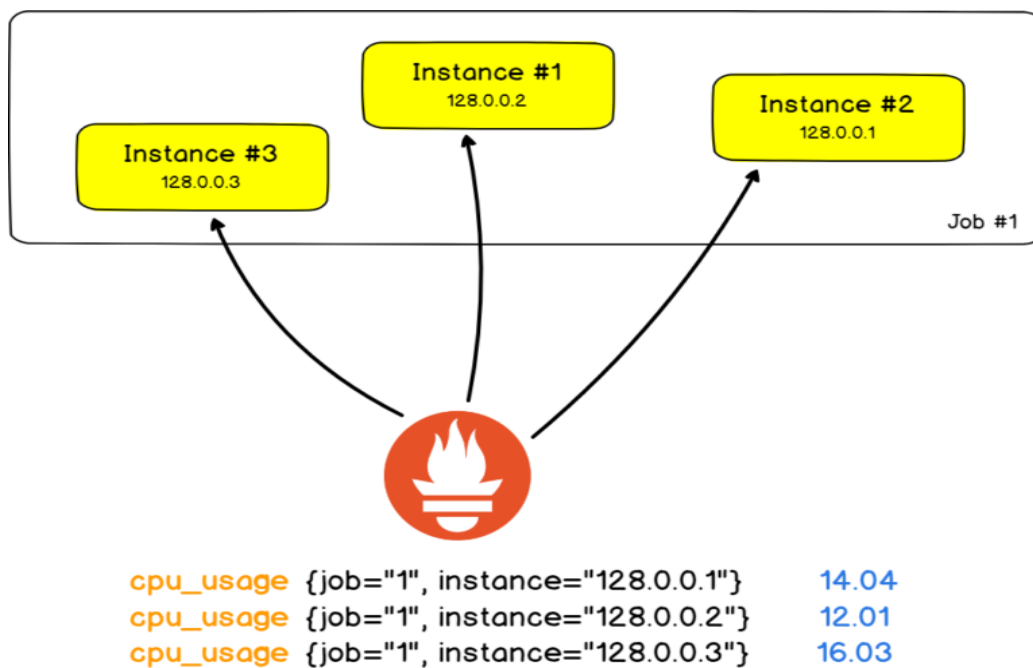 Instance #1
128.0.0.2
Instance #2
128.0.0.1
Instance #3
128.0.0.3
Job #1
cpu_usage {job="1", instance="128.0.0.1"} 14.04
cpu_usage {job="1", instance="128.0.0.2"} 12.01
cpu_usage {job="1", instance="128.0.0.3"} 16.03